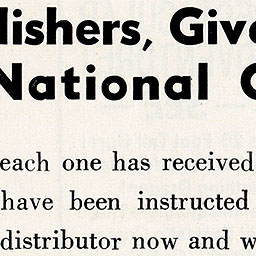 lishers, Give
National
each one has received
have been instructed
distributor now and w